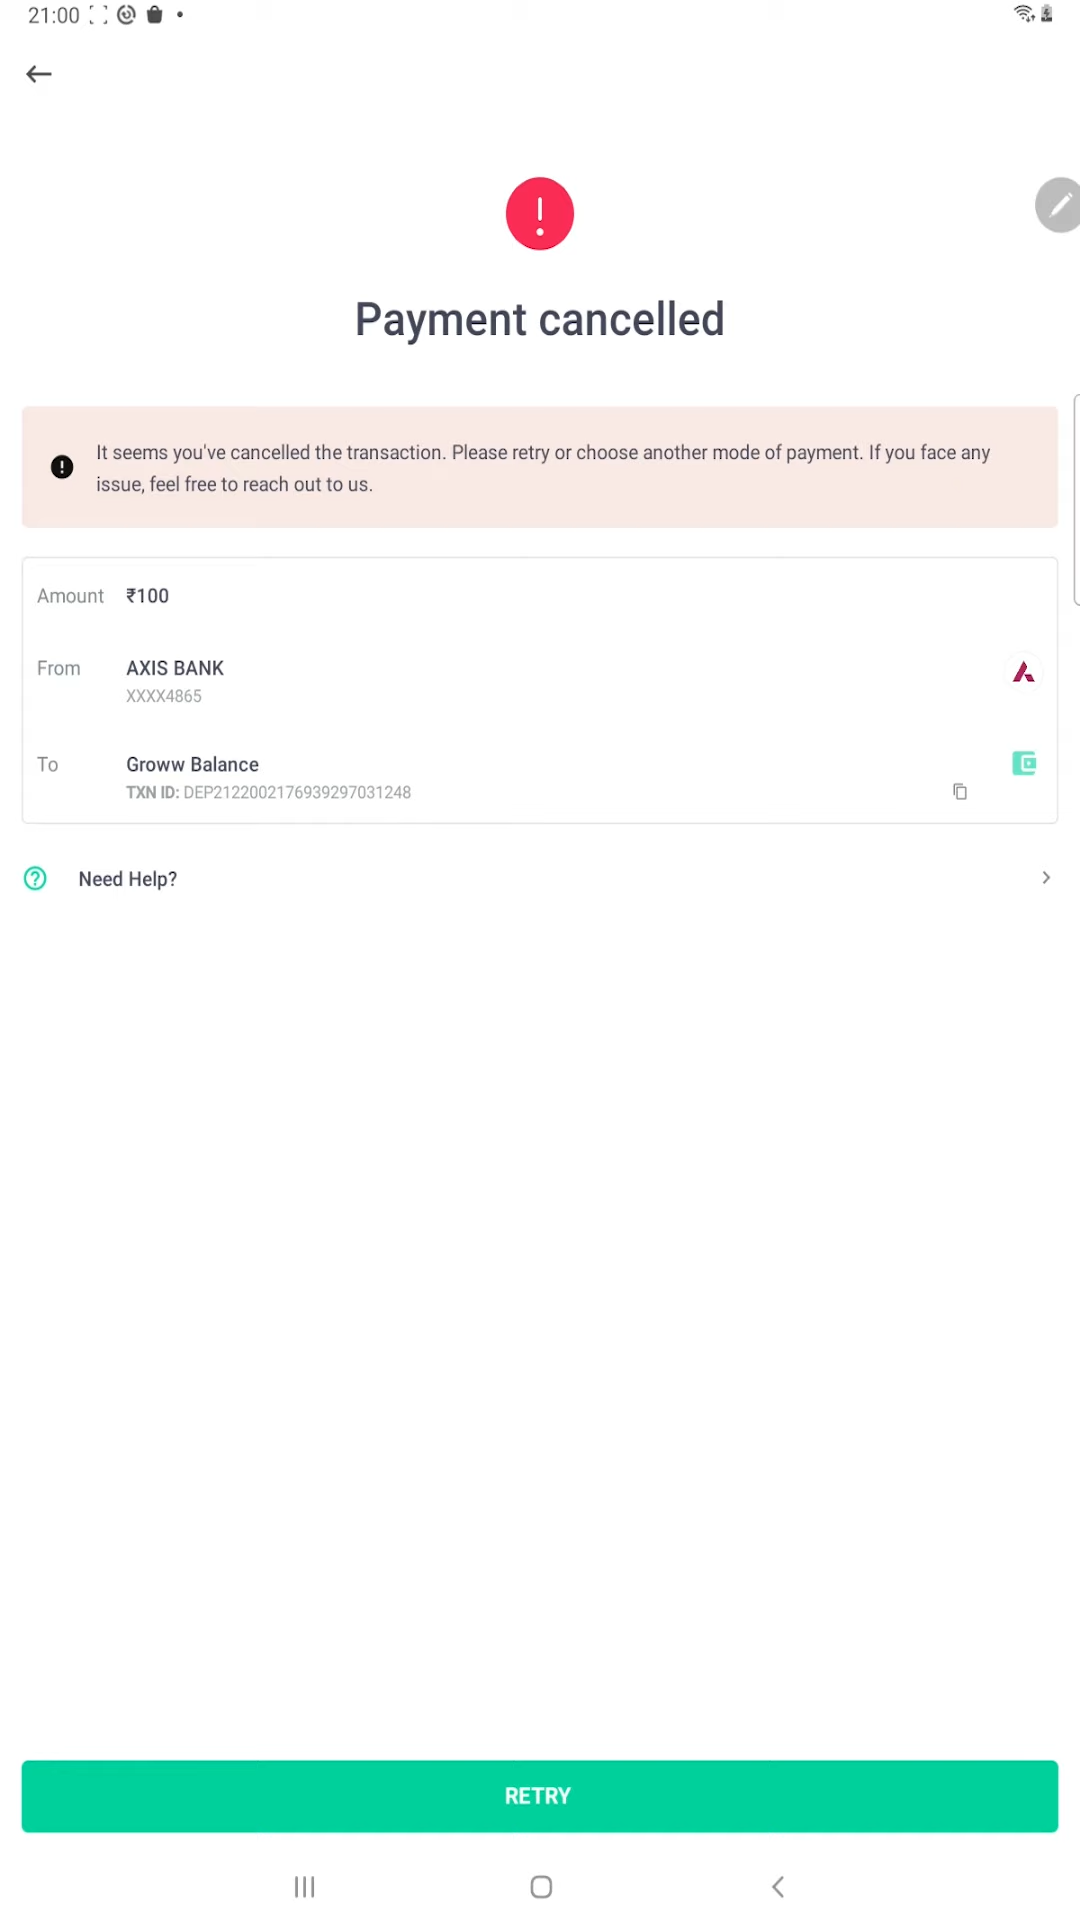 21:00
Payment cancelled
It seems you've cancelled the transaction. Please retry or choose another mode of payment. If you face any
issue, feel free to reach out to us.
Amount ₹100
From AXIS BANK
XXXX4865
To Groww Balance
TXN ID: DEP2122002176939297031248
Need Help?
RETRY